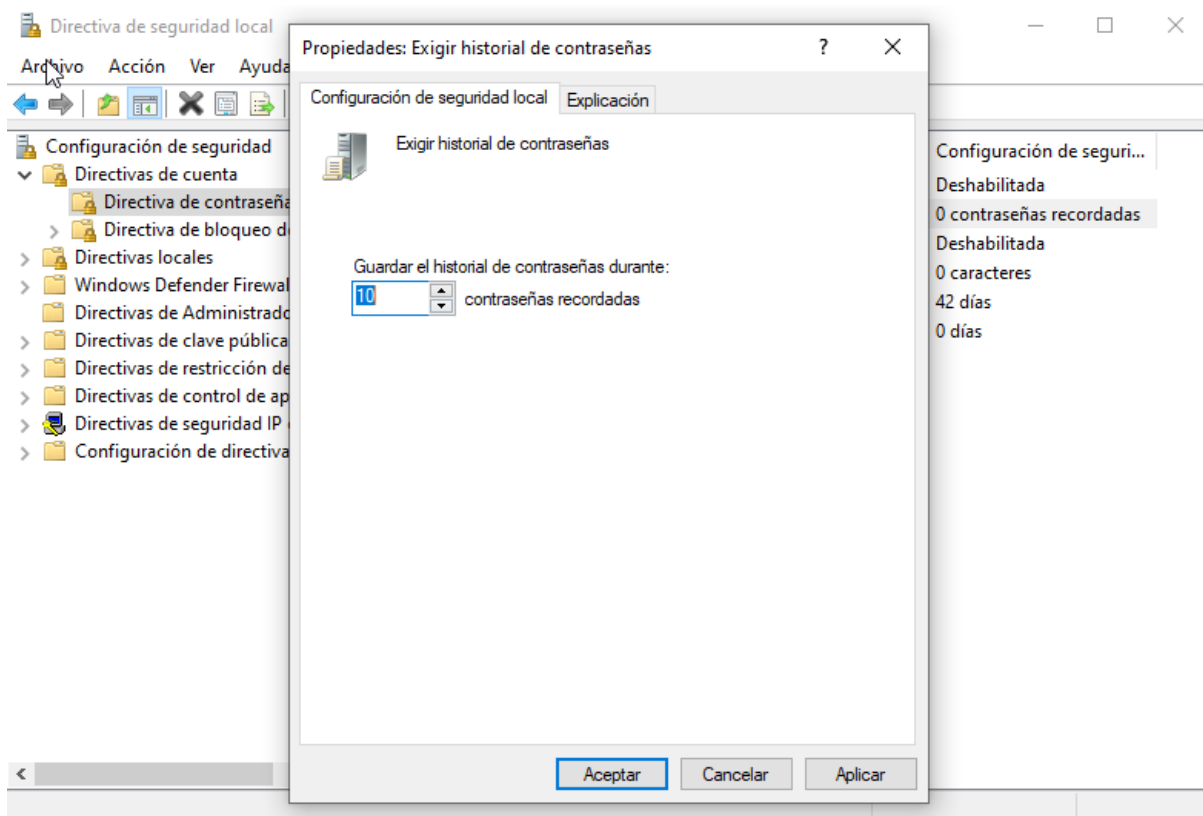 Directiva de seguridad local
Archivo Acción Ver Ayuda
Configuración de seguridad
Directivas de cuenta
Directiva de contraseña
Directiva de bloqueo d
Directivas locales
Windows Defender Firewal
Directivas de Administrado
Directivas de clave pública
Directivas de restricción de
Directivas de control de ap
Directivas de seguridad IP
Configuración de directiva
Propiedades: Exigir historial de contraseñas
Configuración de seguridad local Explicación
Exigir historial de contraseñas
Guardar el historial de contraseñas durante:
10 contraseñas recordadas
Aceptar Cancelar Aplicar
Configuración de seguri...
Deshabilitada
0 contraseñas recordadas
Deshabilitada
0 caracteres
42 días
0 días